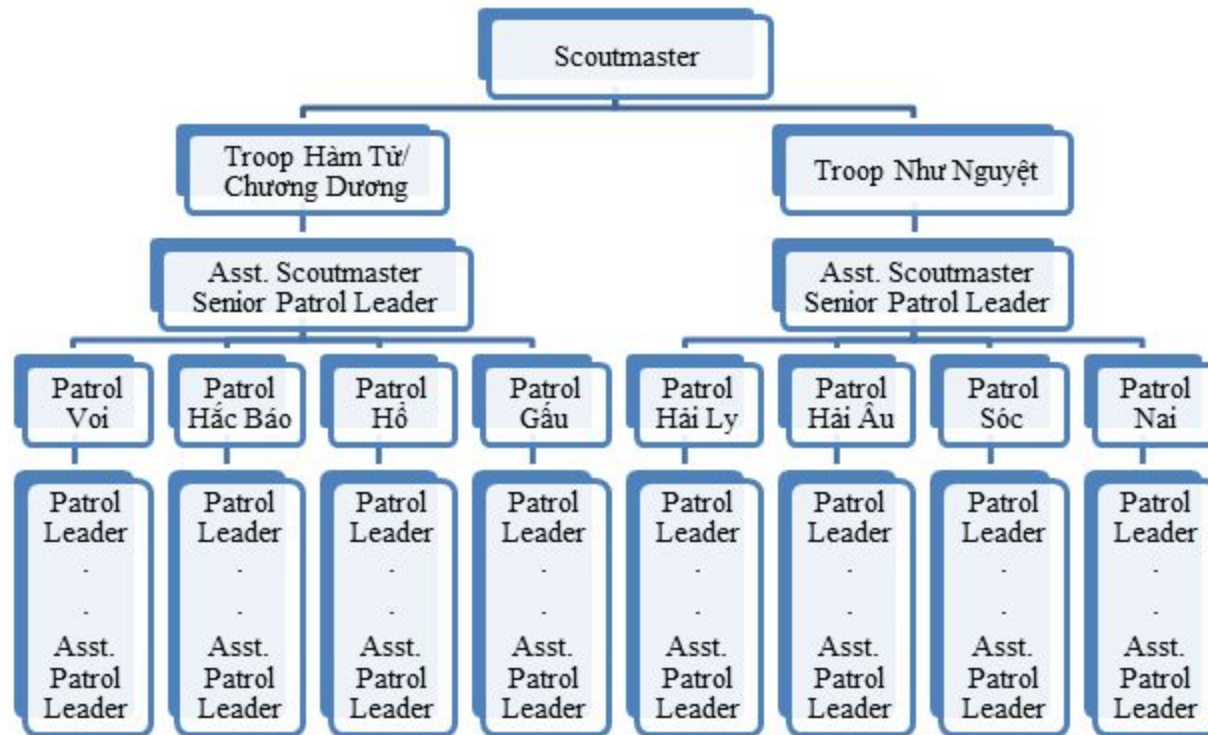 Scoutmaster
Troop Hàm Tử/
Chương Dương
Troop Như Nguyệt
Asst. Scoutmaster
Senior Patrol Leader
Asst. Scoutmaster
Senior Patrol Leader
Patrol
Voi
Patrol
Hắc Báo
Patrol
Hổ
Patrol
Gấu
Patrol
Hải Ly
Patrol
Hải Âu
Patrol
Sóc
Patrol
Nai
Patrol
Leader
.
.
Asst.
Patrol
Leader
Patrol
Leader
.
.
Asst.
Patrol
Leader
Patrol
Leader
.
.
Asst.
Patrol
Leader
Patrol
Leader
.
.
Asst.
Patrol
Leader
Patrol
Leader
.
.
Asst.
Patrol
Leader
Patrol
Leader
.
.
Asst.
Patrol
Leader
Patrol
Leader
.
.
Asst.
Patrol
Leader
Patrol
Leader
.
.
Asst.
Patrol
Leader